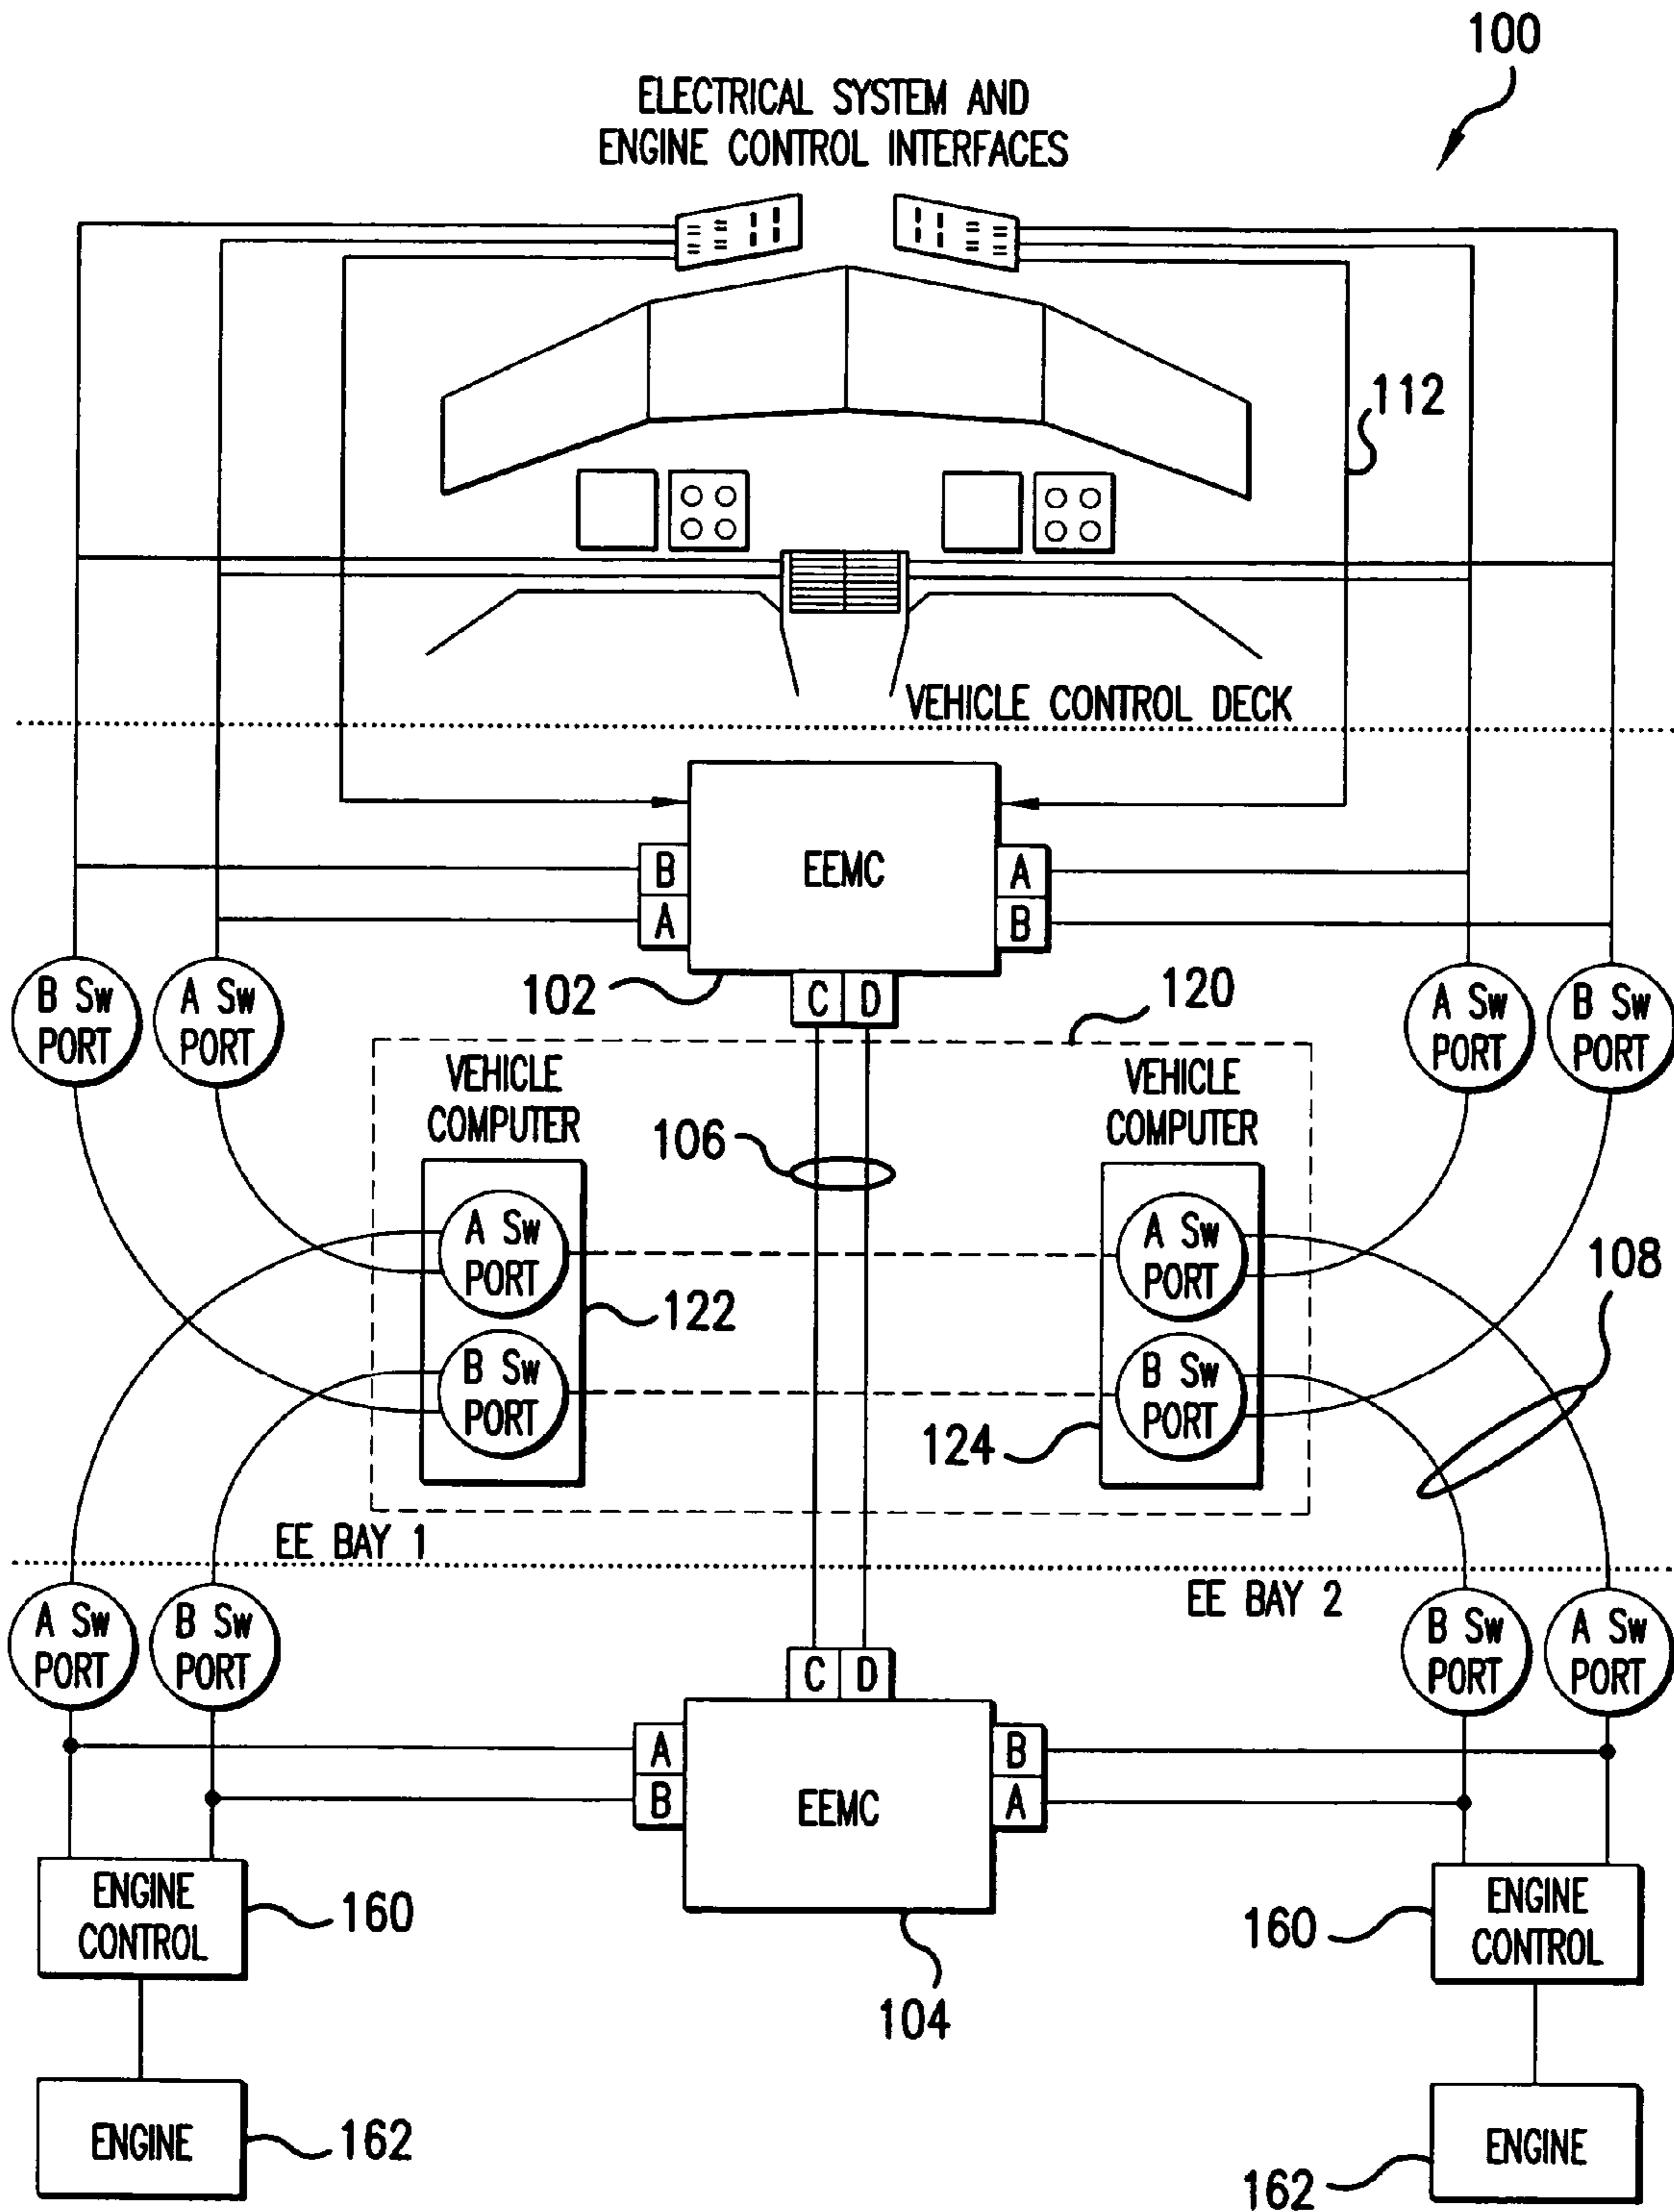 100
ELECTRICAL SYSTEM AND
ENGINE CONTROL INTERFACES
112
VEHICLE CONTROL DECK
EEMC
B
A
A
B
C D
102
B Sw
PORT
A Sw
PORT
A Sw
PORT
B Sw
PORT
120
VEHICLE
COMPUTER
VEHICLE
COMPUTER
106
A Sw
PORT
B Sw
PORT
122
A Sw
PORT
B Sw
PORT
124
108
EE BAY 1
EE BAY 2
A Sw
PORT
B Sw
PORT
B Sw
PORT
A Sw
PORT
C D
A
B
EEMC
B
A
104
ENGINE
CONTROL
160
160
ENGINE
CONTROL
ENGINE
162
162
ENGINE